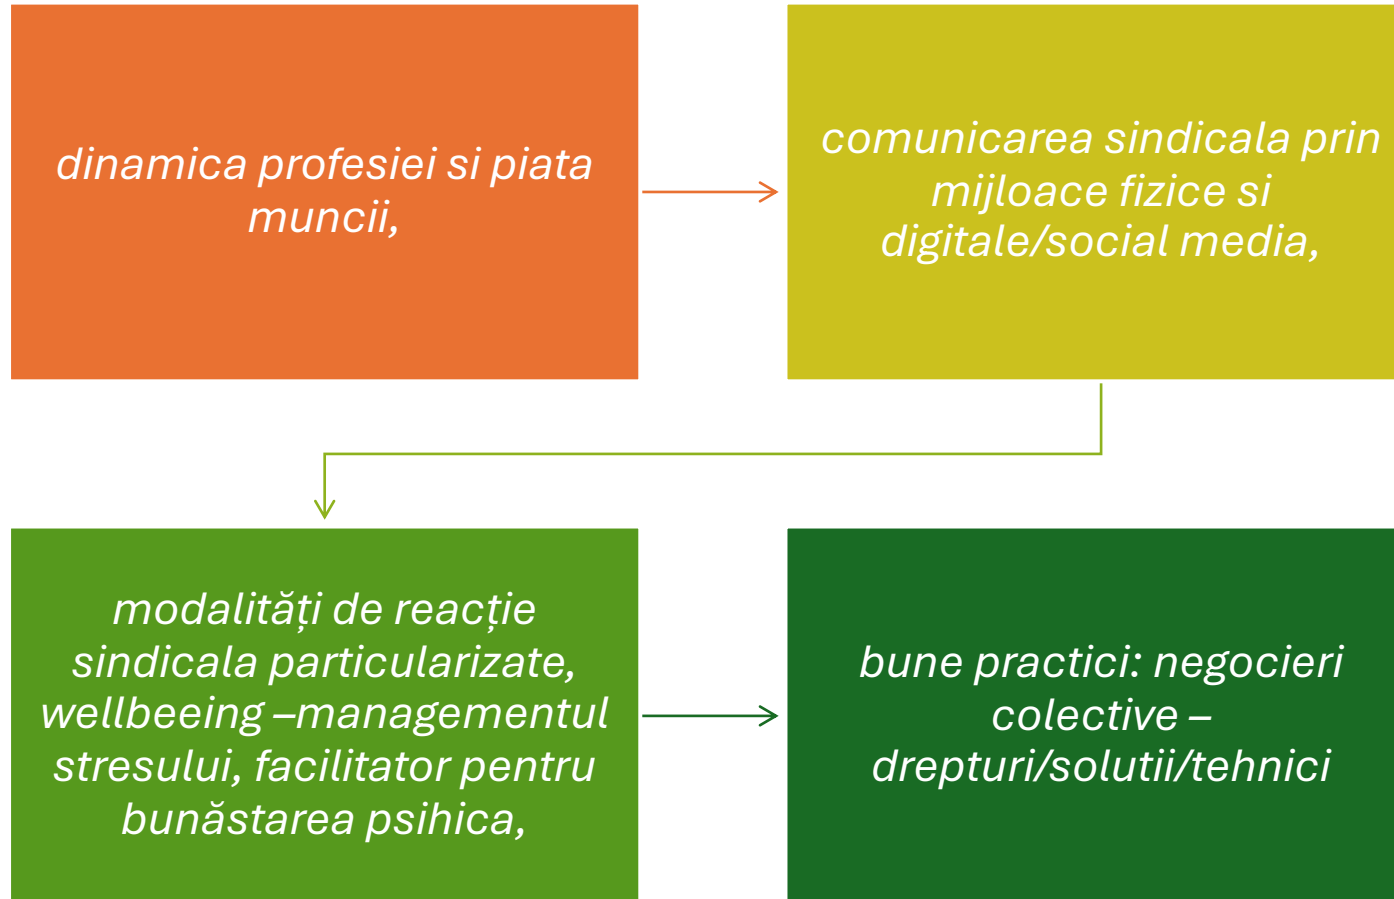 dinamica profesiei si piata
muncii,
comunicarea sindicala prin
mijloace fizice si
digitale/social media,
modalități de reacție
sindicala particularizate,
wellbeeing –managementul
stresului, facilitator pentru
bunăstarea psihica,
bune practici: negocieri
colective –
drepturi/solutii/tehnici